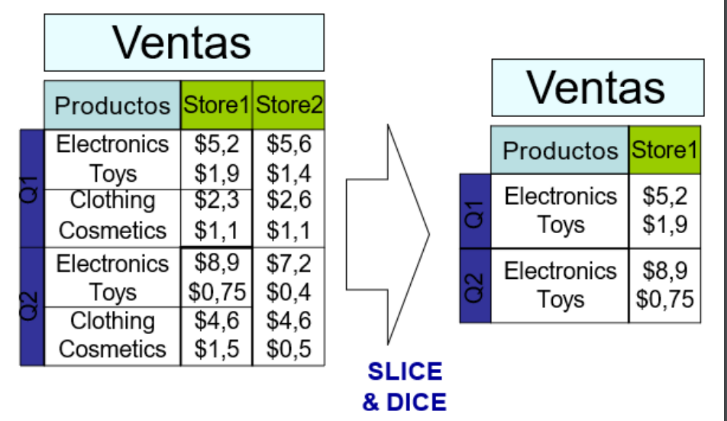 Ventas
Productos Store1 Store2
Q1
Electronics $5,2 $5,6
Toys $1,9 $1,4
Clothing $2,3 $2,6
Cosmetics $1,1 $1,1
Q2
Electronics $8,9 $7,2
Toys $0,75 $0,4
Clothing $4,6 $4,6
Cosmetics $1,5 $0,5
SLICE
& DICE
Ventas
Productos Store1
Q1
Electronics $5,2
Toys $1,9
Q2
Electronics $8,9
Toys $0,75